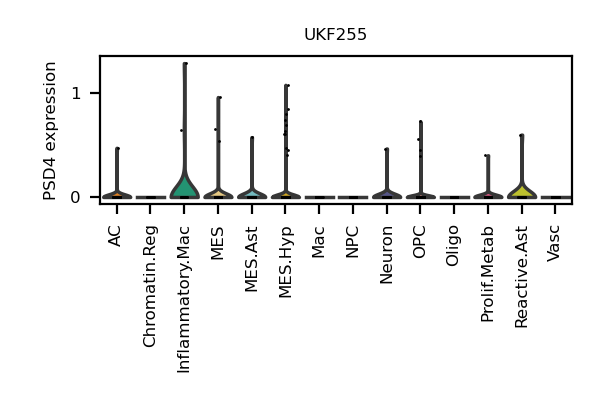 UKF255
PSD4 expression
1
0
AC
Chromatin.Reg
Inflammatory.Mac
MES
MES.Ast
MES.Hyp
Mac
NPC
Neuron
OPC
Oligo
Prolif.Metab
Reactive.Ast
Vasc